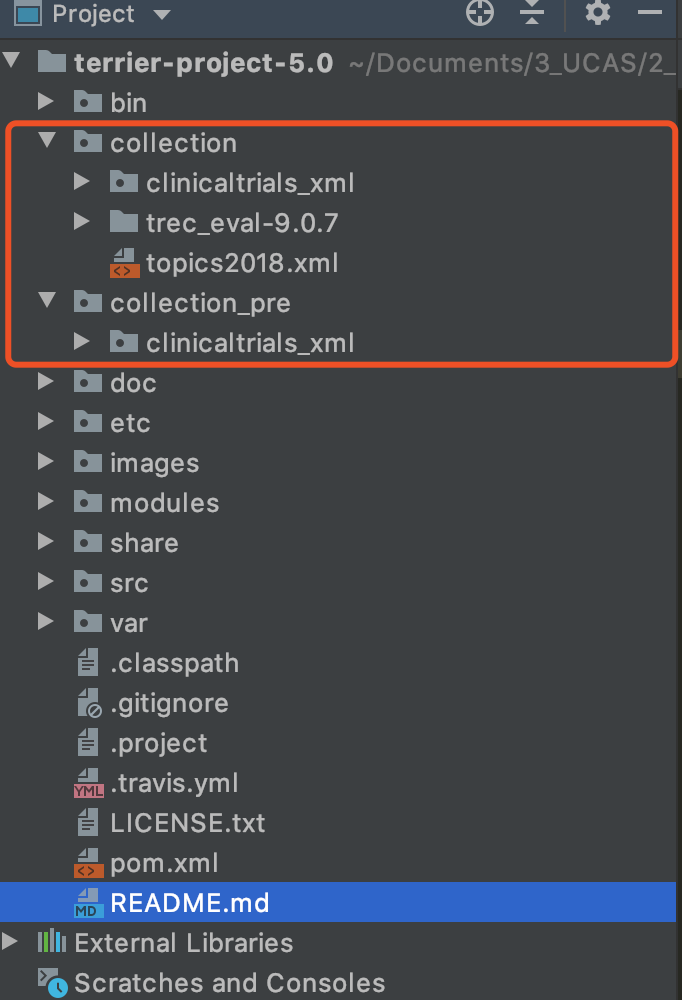 Project
terrier-project-5.0 ~/Documents/3_UCAS/2_
bin
collection
clinicaltrials_xml
trec_eval-9.0.7
<> topics2018.xml
collection_pre
clinicaltrials_xml
doc
etc
images
modules
share
src
var
.classpath
.gitignore
.project
YML .travis.yml
LICENSE.txt
<> pom.xml
MD README.md
External Libraries
Scratches and Consoles